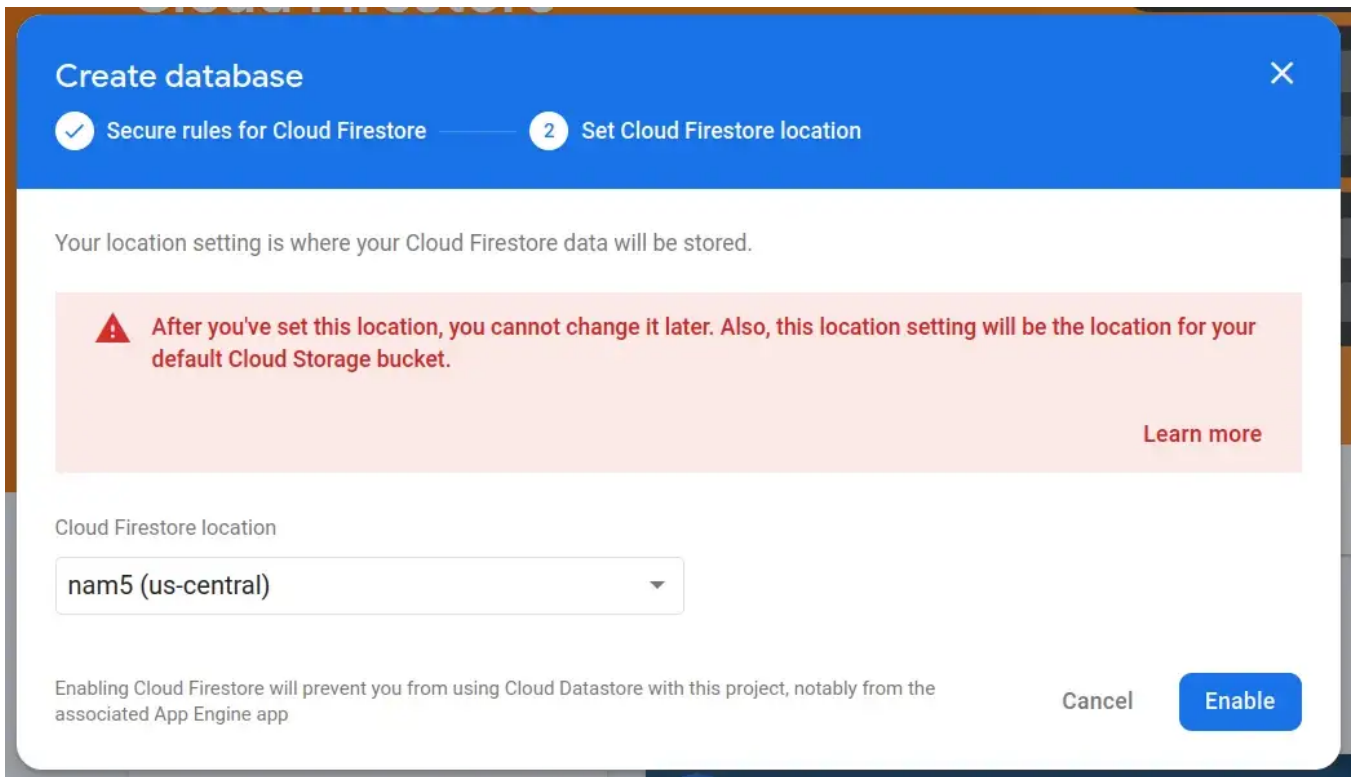 Create database
Secure rules for Cloud Firestore
2 Set Cloud Firestore location
Your location setting is where your Cloud Firestore data will be stored.
After you've set this location, you cannot change it later. Also, this location setting will be the location for your
default Cloud Storage bucket.
Learn more
Cloud Firestore location
nam5 (us-central)
Enabling Cloud Firestore will prevent you from using Cloud Datastore with this project, notably from the
associated App Engine app
Cancel
Enable